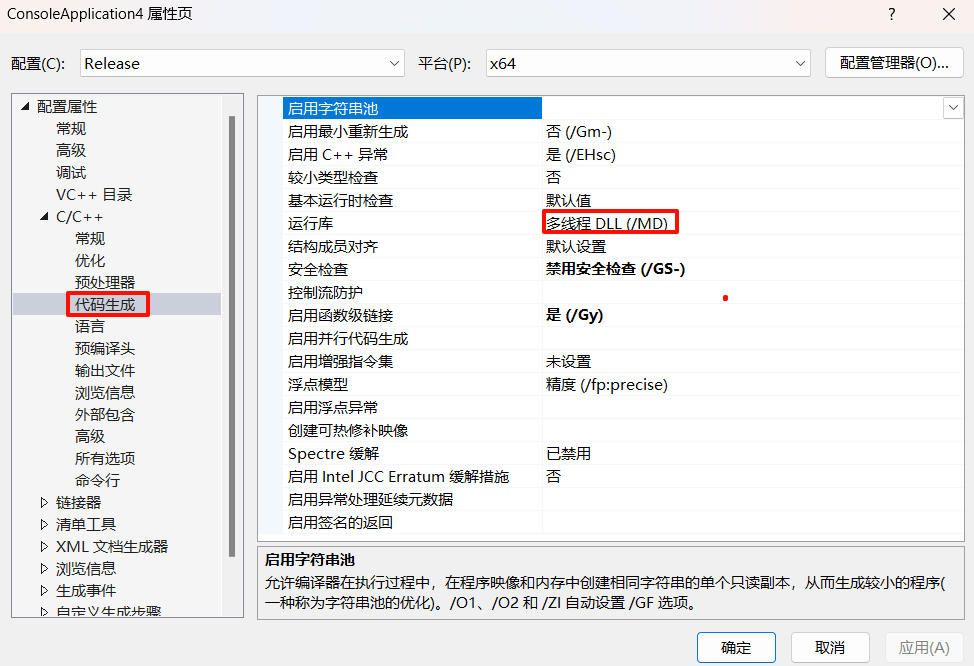 ConsoleApplication4 属性页
?
配置(C):
Release
平台(P):
x64
配置管理器(O)...
配置属性
常规
高级
调试
VC++ 目录
C/C++
常规
优化
预处理器
代码生成
语言
预编译头
输出文件
浏览信息
外部包含
高级
所有选项
命令行
链接器
清单工具
XML 文档生成器
浏览信息
生成事件
自定义生成步骤
启用字符串池
启用最小重新生成 否 (/Gm-)
启用 C++ 异常 是 (/EHsc)
较小类型检查 否
基本运行时检查 默认值
运行库 多线程 DLL (/MD)
结构成员对齐 默认设置
安全检查 禁用安全检查 (/GS-)
控制流防护
启用函数级链接 是 (/Gy)
启用并行代码生成
启用增强指令集 未设置
浮点模型 精度 (/fp:precise)
启用浮点异常
创建可热修补映像
Spectre 缓解 已禁用
启用 Intel JCC Erratum 缓解措施 否
启用异常处理延续元数据
启用签名的返回
启用字符串池
允许编译器在执行过程中，在程序映像和内存中创建相同字符串的单个只读副本，从而生成较小的程序(
一种称为字符串池的优化)。/O1、/O2 和 /ZI 自动设置 /GF 选项。
确定
取消
应用(A)